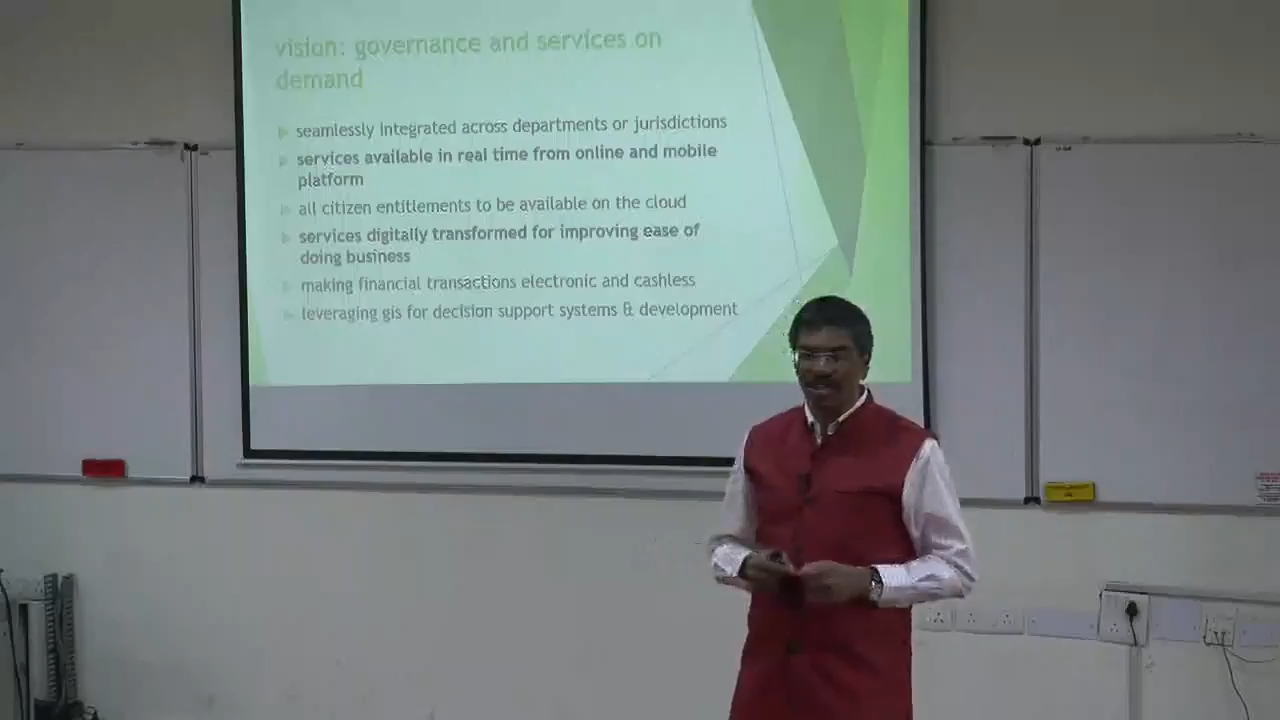 vision: governance and services on
demand
seamlessly integrated across departments or jurisdictions
services available in real time from online and mobile
platform
all citizen entitlements to be available on the cloud
services digitally transformed for improving ease of
doing business
making financial transactions electronic and cashless
leveraging gis for decision support systems & development